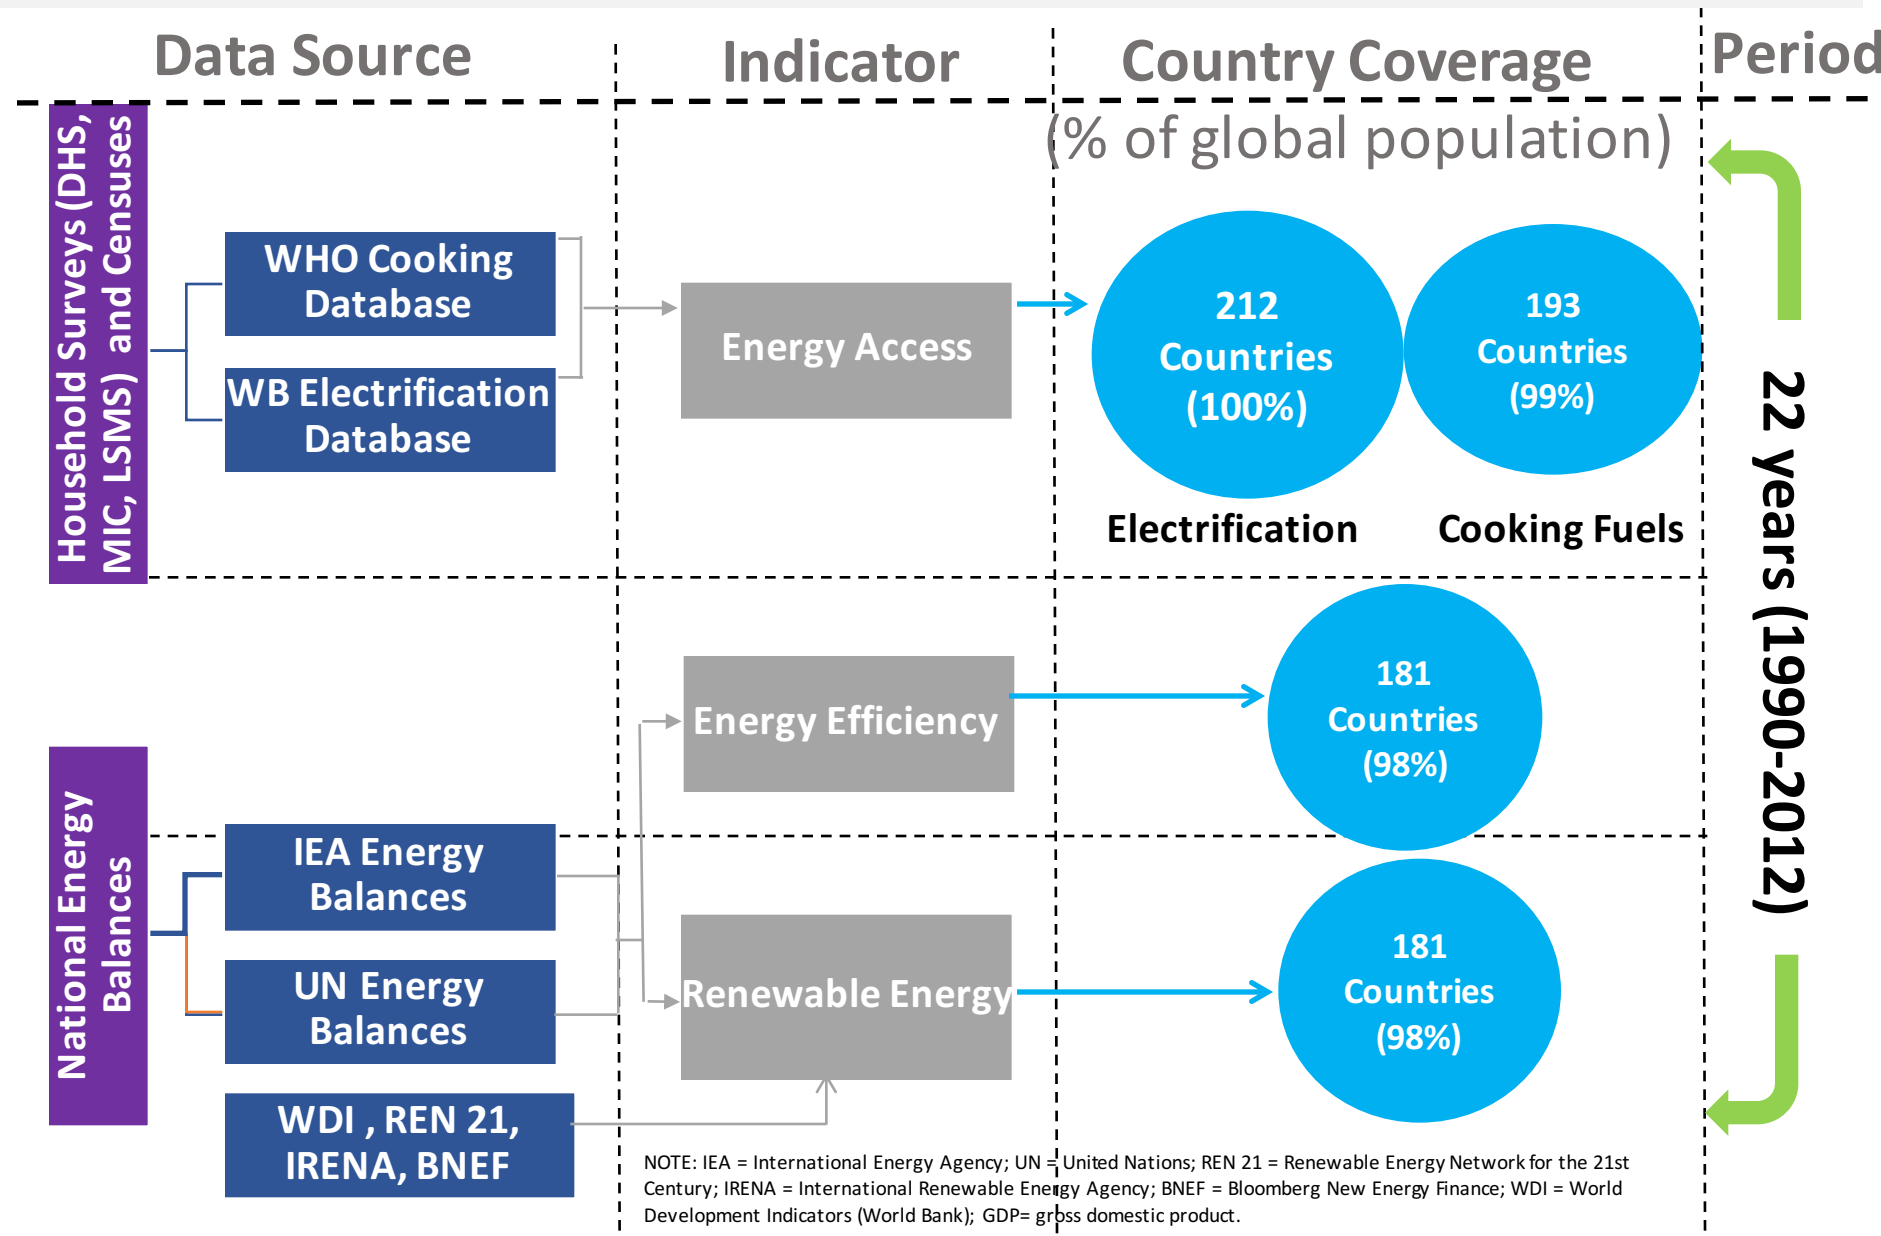 Data Source
Indicator
Country Coverage
Period
(% of global population)
Household Surveys (DHS,
MIC, LSMS) and Censuses
WHO Cooking
Database
WB Electrification
Database
Energy Access
212
Countries
(100%)
193
Countries
(99%)
Electrification
Cooking Fuels
22 years (1990-2012)
National Energy
Balances
IEA Energy
Balances
UN Energy
Balances
WDI , REN 21,
IRENA, BNEF
Energy Efficiency
181
Countries
(98%)
Renewable Energy
181
Countries
(98%)
NOTE: IEA = International Energy Agency; UN = United Nations; REN 21 = Renewable Energy Network for the 21st
Century; IRENA = International Renewable Energy Agency; BNEF = Bloomberg New Energy Finance; WDI = World
Development Indicators (World Bank); GDP= gross domestic product.